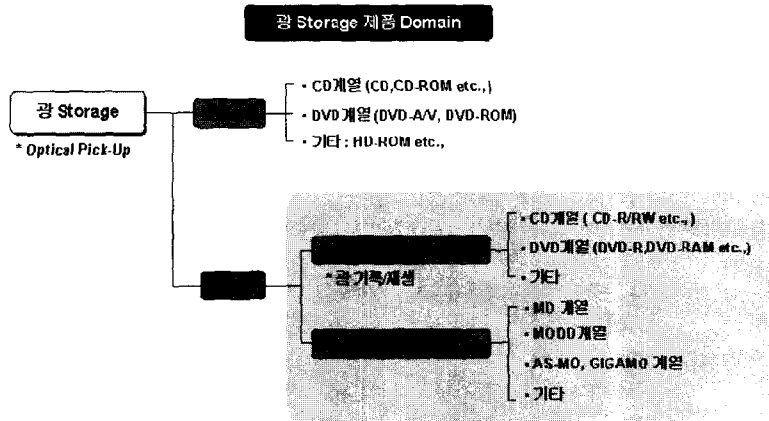 광 Storage 제품 Domain
광 Storage
* Optical Pick-Up
• CD계열 (CD,CD-ROM etc.,)
• DVD계열 (DVD-A/V, DVD-ROM)
• 기타 : HD-ROM etc.,
* 광 기록/재생
• CD계열 ( CD-R/RW etc., )
• DVD계열 (DVD-R,DVD-RAM etc.,)
• 기타
• MD 계열
• MODD계열
• AS-MO, GIGAMO 계열
• 기타